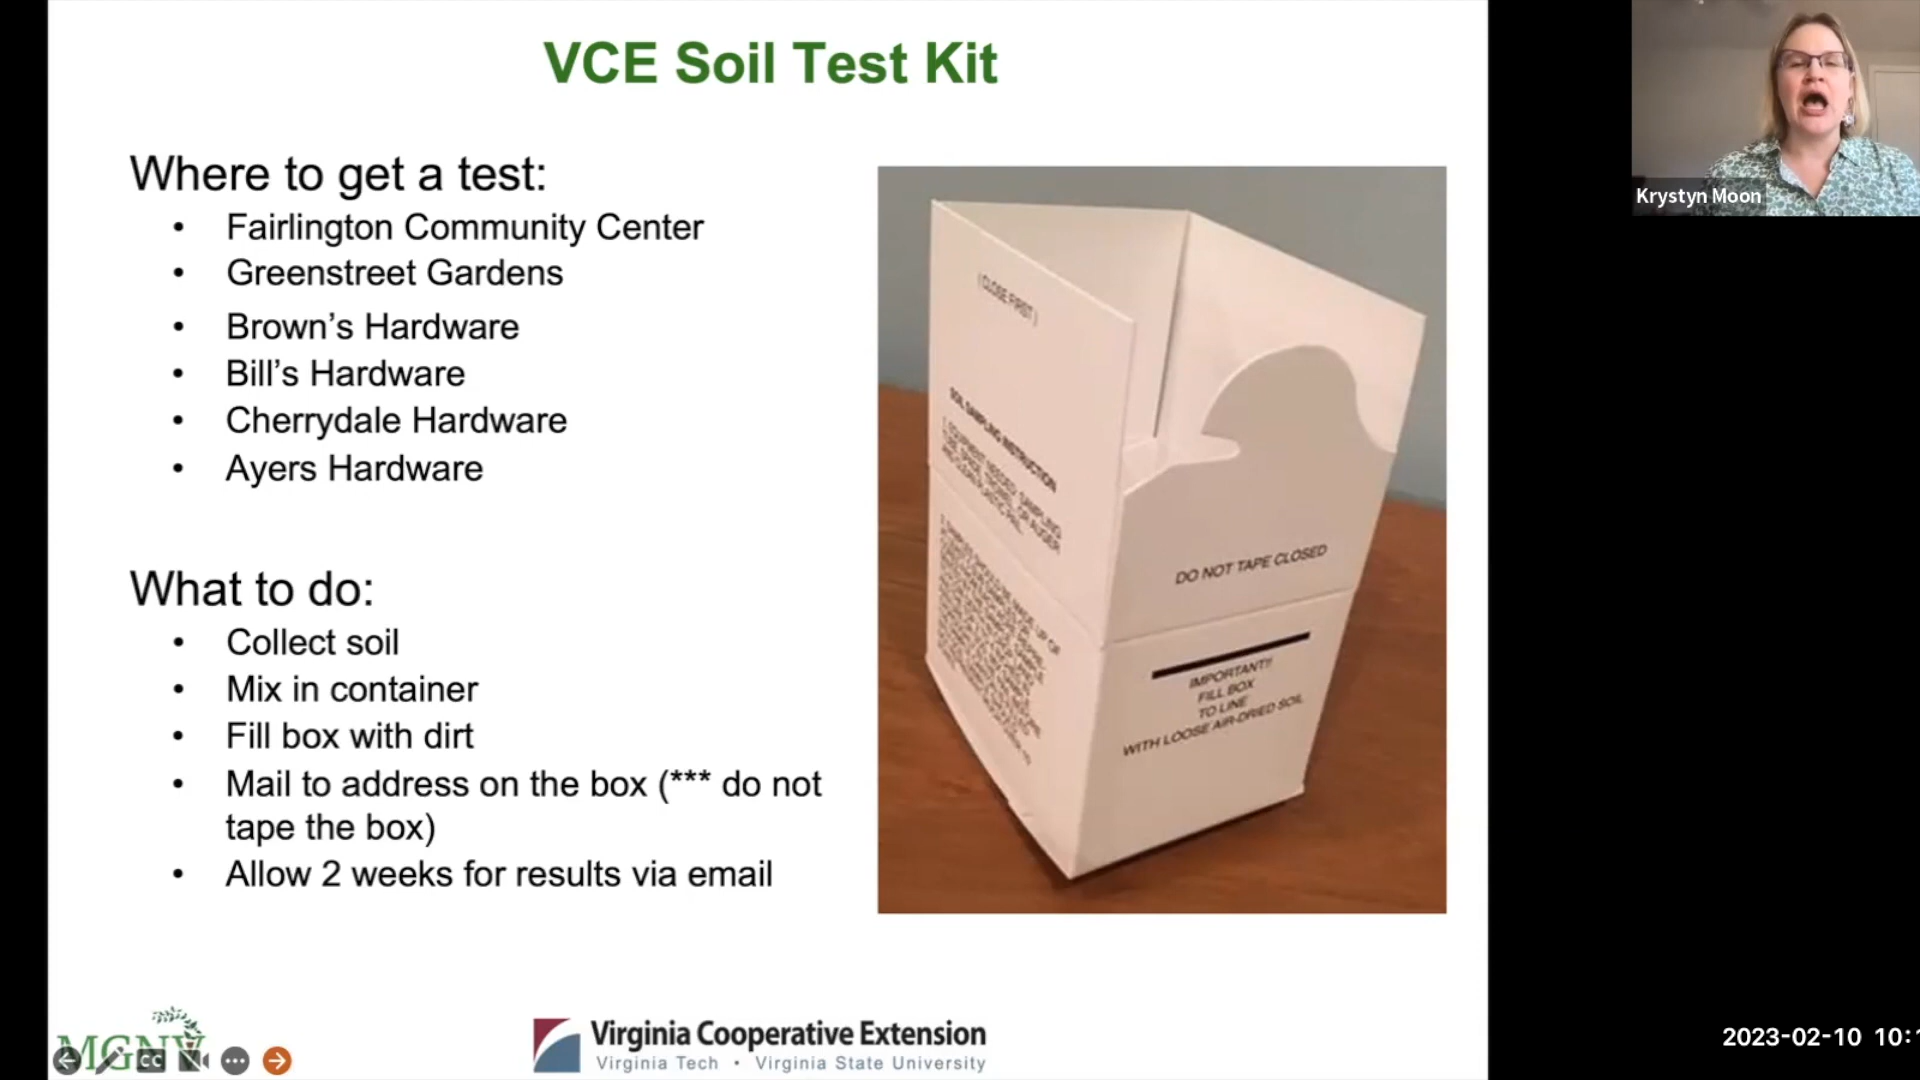 VCE Soil Test Kit
Where to get a test:
• Fairlington Community Center
• Greenstreet Gardens
• Brown's Hardware
• Bill's Hardware
• Cherrydale Hardware
• Ayers Hardware
What to do:
• Collect soil
• Mix in container
• Fill box with dirt
• Mail to address on the box (*** do not
tape the box)
• Allow 2 weeks for results via email
(CLOSE FIRST)
SOIL SAMPLING INSTRUCTION
DO NOT TAPE CLOSED
IMPORTANT!!
FILL BOX
TO LINE
WITH LOOSE AIR-DRIED SOIL
Krystyn Moon
MGNV
CC
Virginia Cooperative Extension
Virginia Tech • Virginia State University
2023-02-10 10: